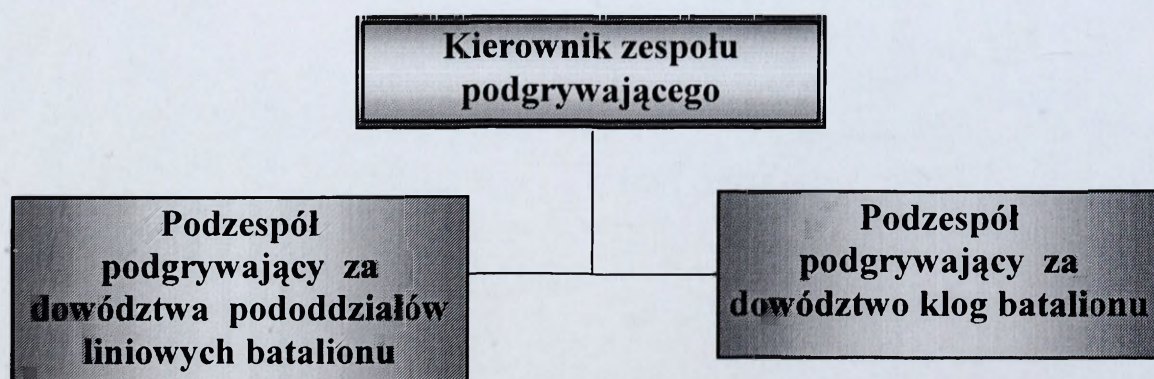 Kierownik zespołu
podgrywającego
Podzespół
podgrywający za
dowództwa pododdziałów
liniowych batalionu
Podzespół
podgrywający za
dowództwo klog batalionu